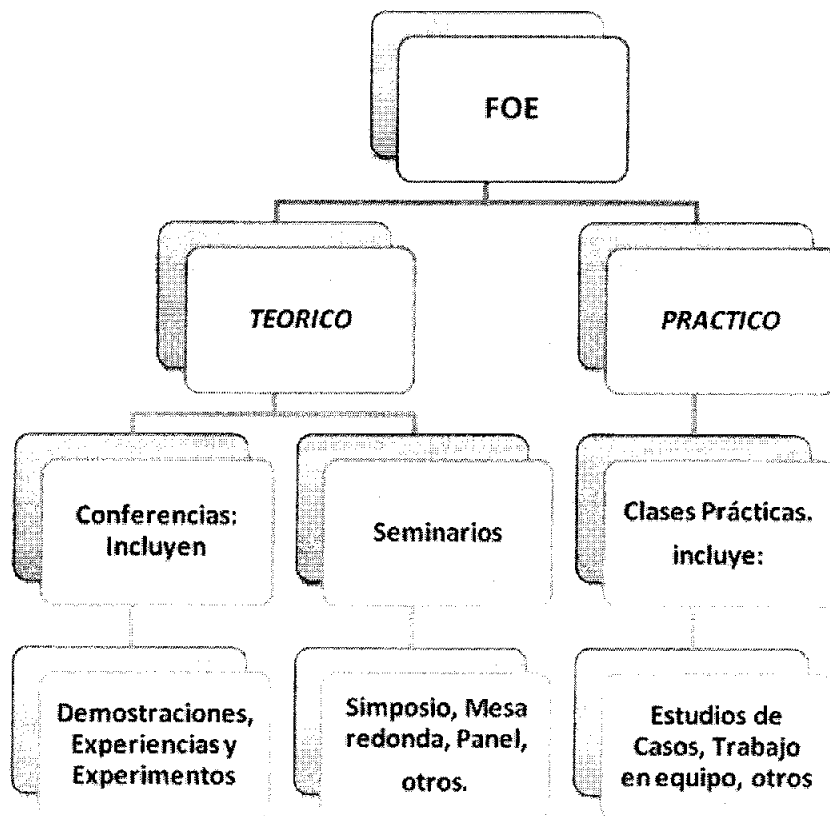 FOE
TEORICO
PRACTICO
Conferencias:
Incluyen
Seminarios
Clases Prácticas.
incluye:
Demostraciones,
Experiencias y
Experimentos
Simposio, Mesa
redonda, Panel,
otros.
Estudios de
Casos, Trabajo
en equipo, otros